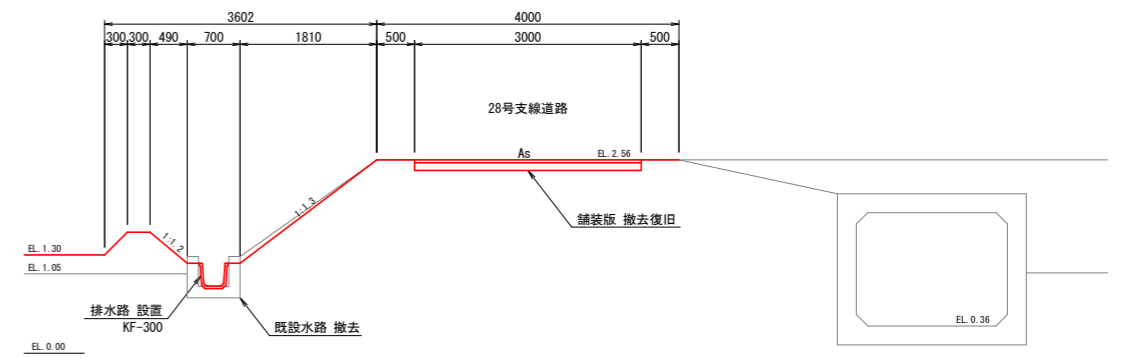 3602
4000
300
300
490
700
1810
500
3000
500
28号支線道路
As
EL. 2.56
1:1.3
舗装版 撤去復旧
1:1.2
EL. 1.30
EL. 1.05
排水路 設置
KF-300
既設水路 撤去
EL. 0.36
EL. 0.00